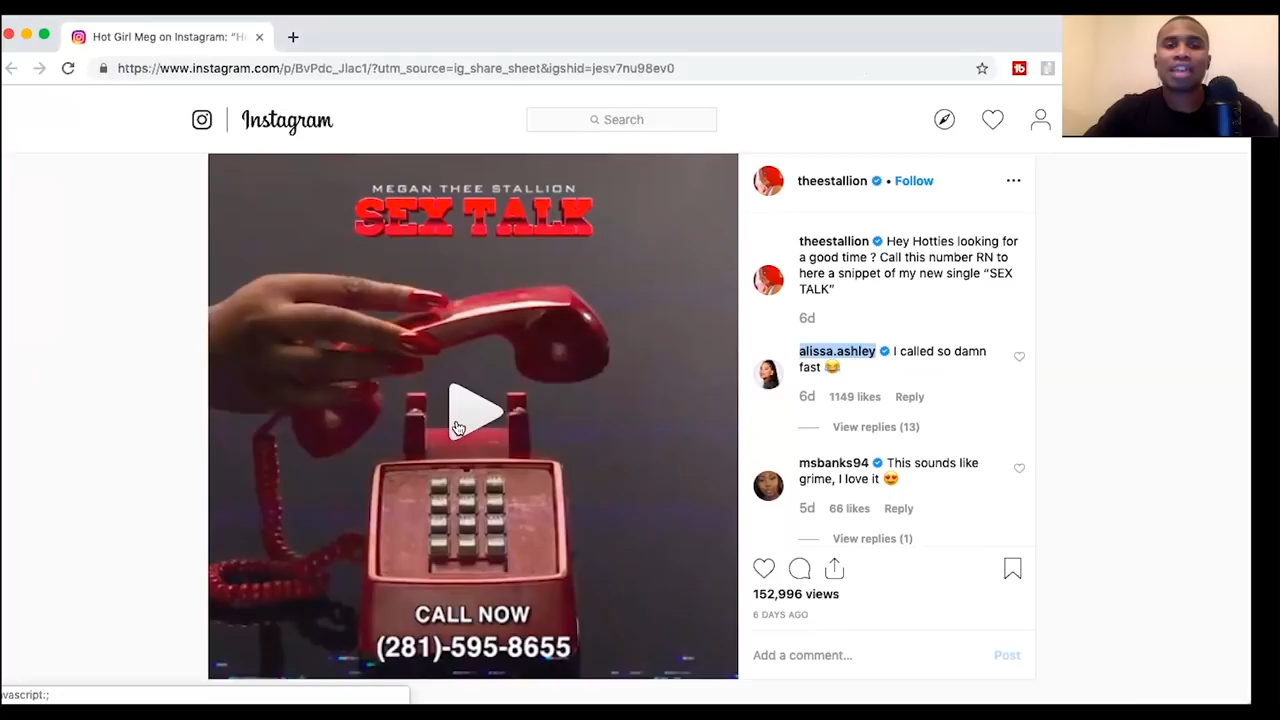 Hot Girl Meg on Instagram: “He
https://www.instagram.com/p/BvPdc_Jlac1/?utm_source=ig_share_sheet&igshid=jesv7nu98ev0
Instagram
Search
MEGAN THEE STALLION
SEX TALK
CALL NOW
(281)-595-8655
theestallion • Follow
theestallion Hey Hotties looking for
a good time ? Call this number RN to
here a snippet of my new single “SEX
TALK”
6d
alissa.ashley I called so damn
fast 😂
6d 1149 likes Reply
View replies (13)
msbanks94 This sounds like
grime, I love it 😍
5d 66 likes Reply
View replies (1)
152,996 views
6 DAYS AGO
Add a comment... Post
vascript:;